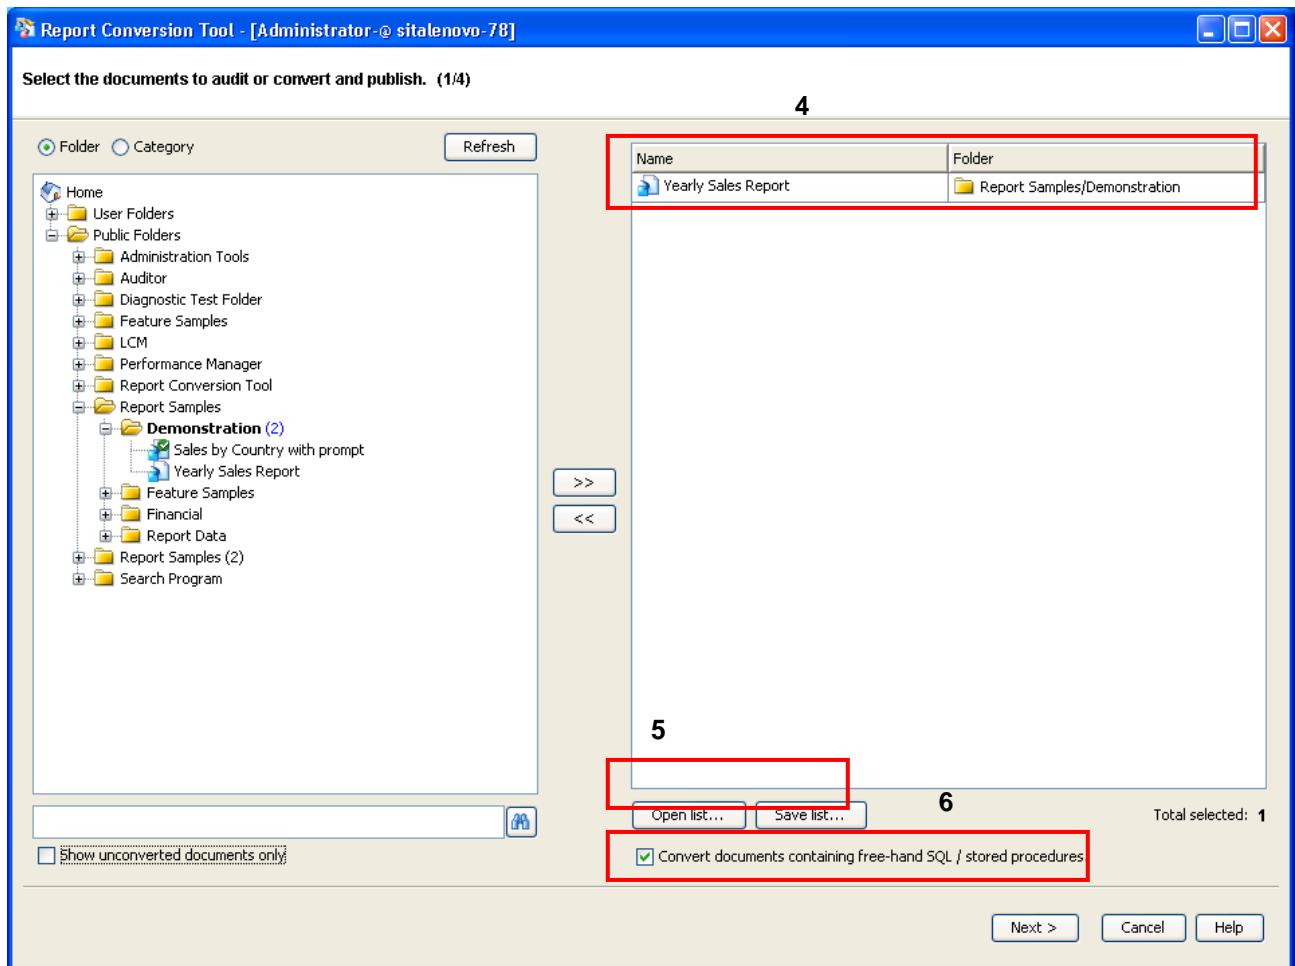 Report Conversion Tool - [Administrator-@ sitalenovo-78]
Select the documents to audit or convert and publish. (1/4)
4
Folder Category Refresh
Name Folder
Yearly Sales Report Report Samples/Demonstration
Home
User Folders
Public Folders
Administration Tools
Auditor
Diagnostic Test Folder
Feature Samples
LCM
Performance Manager
Report Conversion Tool
Report Samples
Demonstration (2)
Sales by Country with prompt
Yearly Sales Report
Feature Samples
Financial
Report Data
Report Samples (2)
Search Program
>>
<<
5
6
Open list... Save list... Total selected: 1
Show unconverted documents only
Convert documents containing free-hand SQL / stored procedures.
Next > Cancel Help